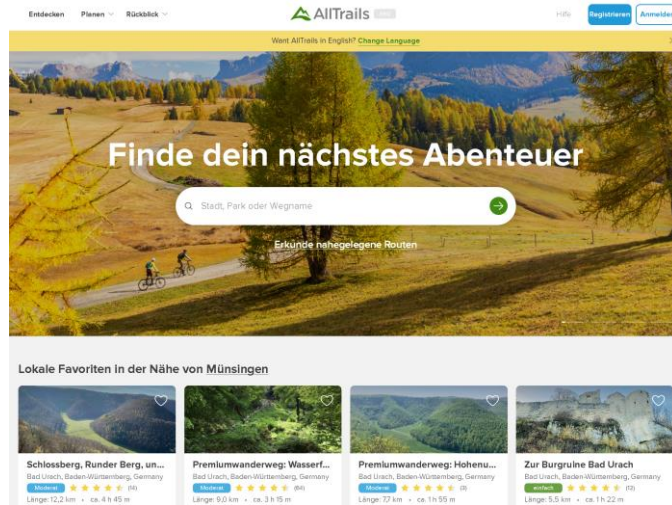 Entdecken Planen Rückblick AllTrails Hilfe Registrieren Anmelden
Want AllTrails in English? Change Language
Finde dein nächstes Abenteuer
Stadt, Park oder Wegname
Erkunde nahegelegene Routen
Lokale Favoriten in der Nähe von Münsingen
Schlossberg, Runder Berg, un...
Bad Urach, Baden-Württemberg, Germany
Moderat (14)
Länge: 12,2 km • ca. 4 h 45 m
Premiumwanderweg: Wasserf...
Bad Urach, Baden-Württemberg, Germany
Moderat (64)
Länge: 9,0 km • ca. 3 h 15 m
Premiumwanderweg: Hohenu...
Bad Urach, Baden-Württemberg, Germany
Moderat (3)
Länge: 7,7 km • ca. 1 h 55 m
Zur Burgruine Bad Urach
Bad Urach, Baden-Württemberg, Germany
einfach (12)
Länge: 5,5 km • ca. 1 h 22 m